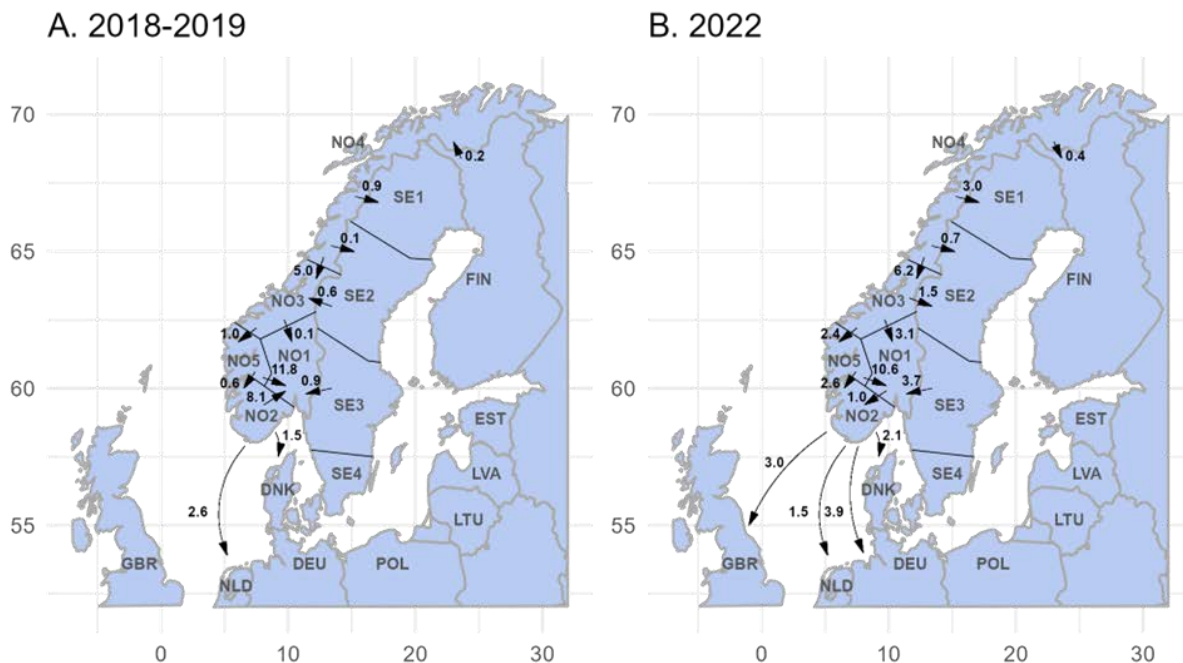 A. 2018-2019
70
65
60
55
NO4
0.2
0.9
SE1
0.1
5.0
0.6
SE2
FIN
NO3
1.0
0.1
NO5
NO1
11.8
0.6
0.9
8.1
SE3
NO2
1.5
EST
SE4
LVA
DNK
2.6
LTU
GBR
DEU
POL
NLD
0
10
20
30
B. 2022
NO4
0.4
3.0
SE1
0.7
6.2
1.5
SE2
FIN
NO3
2.4
3.1
NO5
NO1
10.6
2.6
3.7
1.0
SE3
NO2
2.1
EST
3.0
SE4
LVA
DNK
1.5
3.9
LTU
GBR
DEU
POL
NLD
0
10
20
30